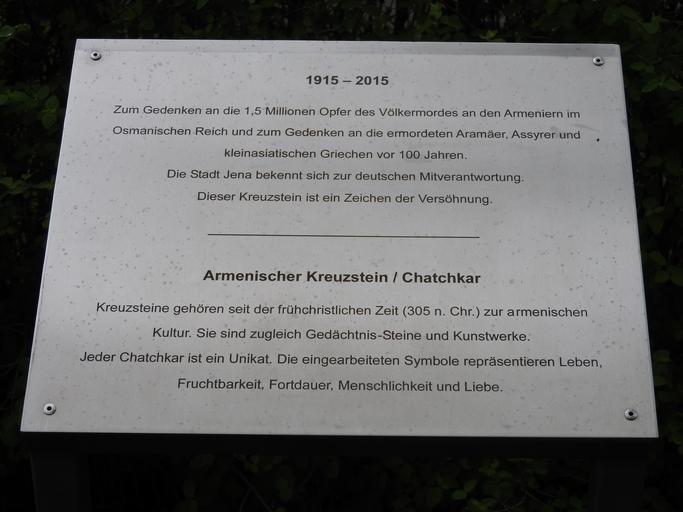 1915 – 2015
Zum Gedenken an die 1,5 Millionen Opfer des Völkermordes an den Armeniern im
Osmanischen Reich und zum Gedenken an die ermordeten Aramäer, Assyrer und
kleinasiatischen Griechen vor 100 Jahren.
Die Stadt Jena bekennt sich zur deutschen Mitverantwortung.
Dieser Kreuzstein ist ein Zeichen der Versöhnung.
Armenischer Kreuzstein / Chatchkar
Kreuzsteine gehören seit der frühchristlichen Zeit (305 n. Chr.) zur armenischen
Kultur. Sie sind zugleich Gedächtnis-Steine und Kunstwerke.
Jeder Chatchkar ist ein Unikat. Die eingearbeiteten Symbole repräsentieren Leben,
Fruchtbarkeit, Fortdauer, Menschlichkeit und Liebe.